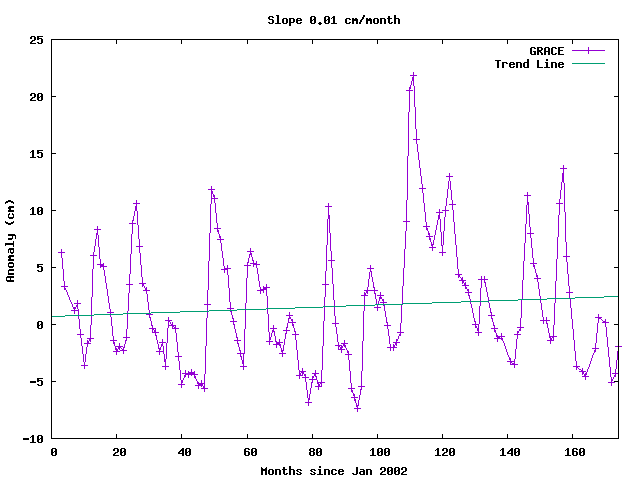 Slope 0.01 cm/month
GRACE
Trend Line
25
20
15
10
5
0
-5
-10
Anomaly (cm)
0 20 40 60 80 100 120 140 160
Months since Jan 2002